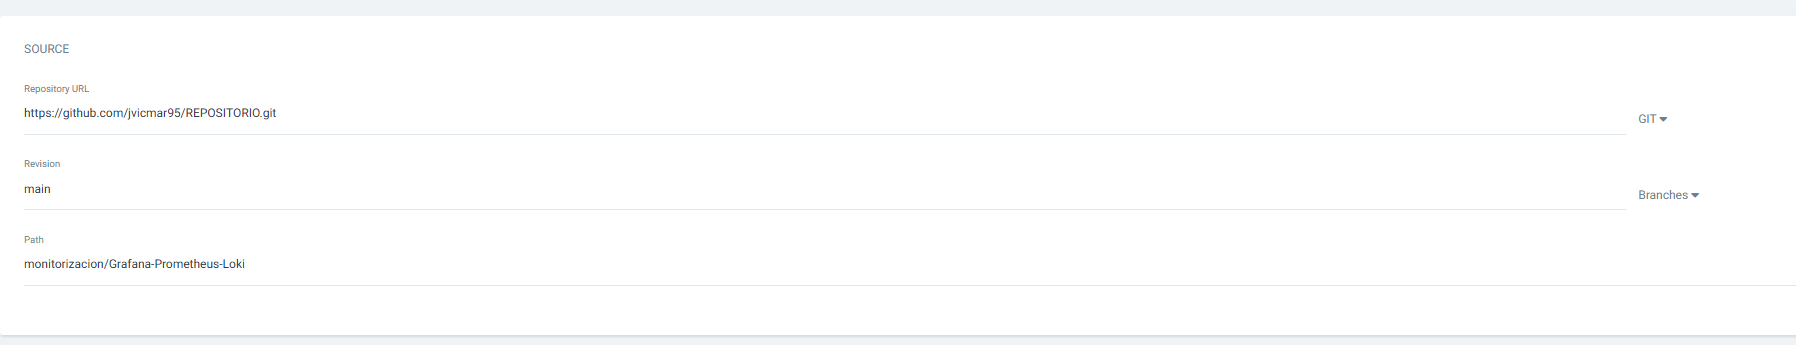 SOURCE
Repository URL
https://github.com/jvicmar95/REPOSITORIO.git
GIT
Revision
main
Branches
Path
monitorizacion/Grafana-Prometheus-Loki